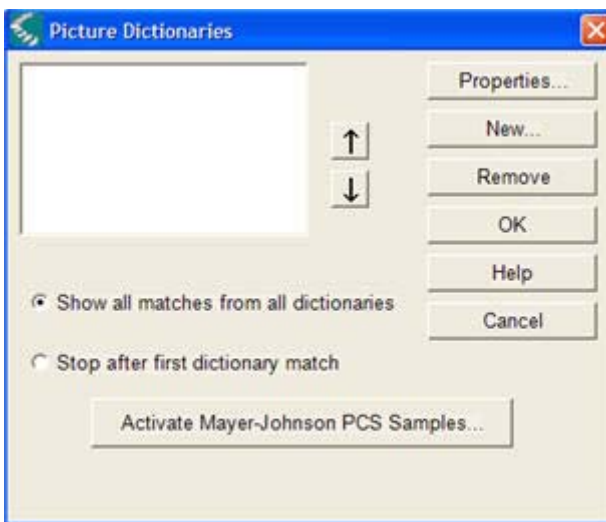 Picture Dictionaries
Properties...
New...
↑
Remove
↓
OK
Help
Show all matches from all dictionaries
Cancel
Stop after first dictionary match
Activate Mayer-Johnson PCS Samples...